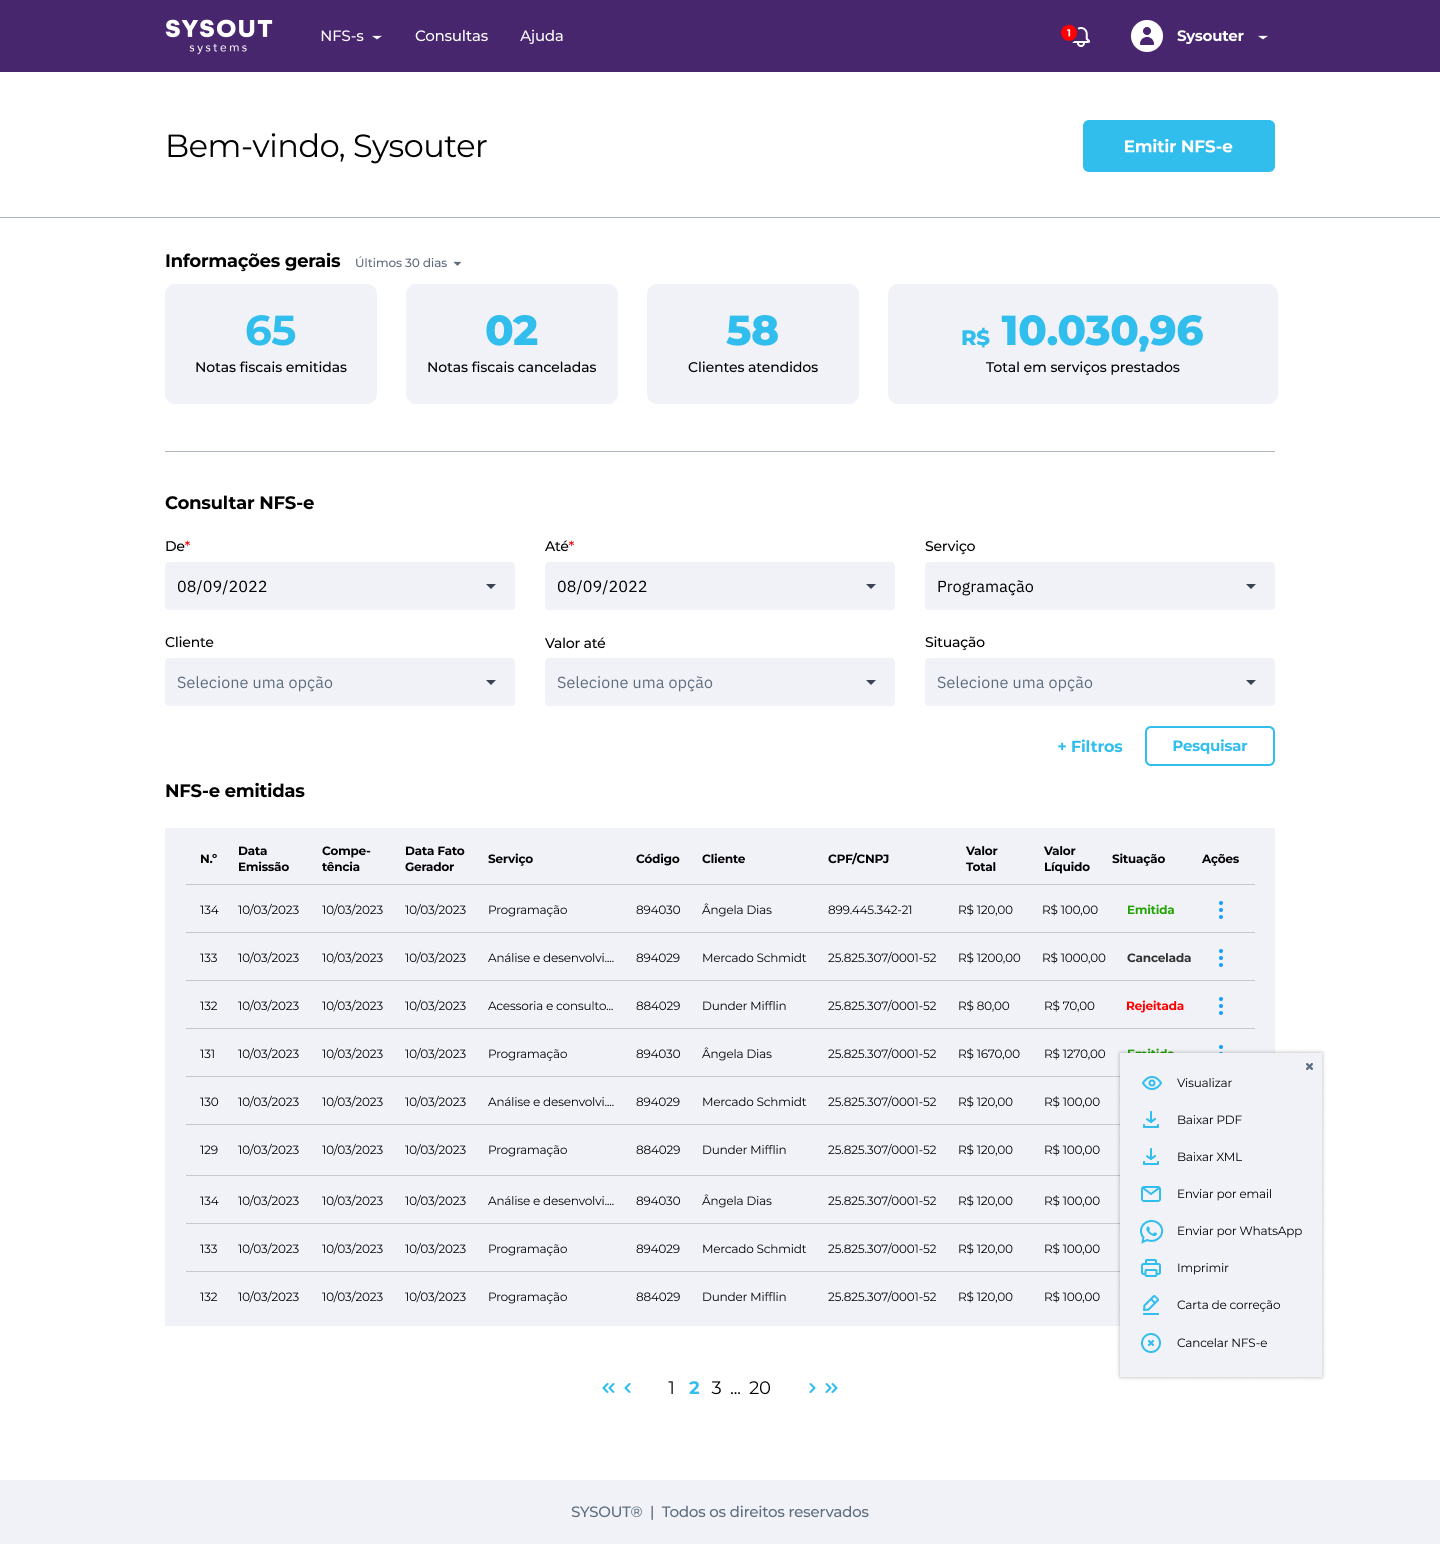 SYSOUT
systems
NFS-s
Consultas
Ajuda
1
Sysouter
Bem-vindo, Sysouter
Emitir NFS-e
Informações gerais
Últimos 30 dias
65
Notas fiscais emitidas
02
Notas fiscais canceladas
58
Clientes atendidos
R$ 10.030,96
Total em serviços prestados
Consultar NFS-e
De*
Até*
Serviço
08/09/2022
08/09/2022
Programação
Cliente
Valor até
Situação
Selecione uma opção
Selecione uma opção
Selecione uma opção
+ Filtros
Pesquisar
NFS-e emitidas
N.º
Data
Emissão
Compe-
tência
Data Fato
Gerador
Serviço
Código
Cliente
CPF/CNPJ
Valor
Total
Valor
Líquido
Situação
Ações
134 10/03/2023 10/03/2023 10/03/2023 Programação 894030 Ângela Dias 899.445.342-21 R$ 120,00 R$ 100,00 Emitida
133 10/03/2023 10/03/2023 10/03/2023 Análise e desenvolvi.... 894029 Mercado Schmidt 25.825.307/0001-52 R$ 1200,00 R$ 1000,00 Cancelada
132 10/03/2023 10/03/2023 10/03/2023 Acessoria e consulto... 884029 Dunder Mifflin 25.825.307/0001-52 R$ 80,00 R$ 70,00 Rejeitada
131 10/03/2023 10/03/2023 10/03/2023 Programação 894030 Ângela Dias 25.825.307/0001-52 R$ 1670,00 R$ 1270,00
130 10/03/2023 10/03/2023 10/03/2023 Análise e desenvolvi.... 894029 Mercado Schmidt 25.825.307/0001-52 R$ 120,00 R$ 100,00
129 10/03/2023 10/03/2023 10/03/2023 Programação 884029 Dunder Mifflin 25.825.307/0001-52 R$ 120,00 R$ 100,00
134 10/03/2023 10/03/2023 10/03/2023 Análise e desenvolvi.... 894030 Ângela Dias 25.825.307/0001-52 R$ 120,00 R$ 100,00
133 10/03/2023 10/03/2023 10/03/2023 Programação 894029 Mercado Schmidt 25.825.307/0001-52 R$ 120,00 R$ 100,00
132 10/03/2023 10/03/2023 10/03/2023 Programação 884029 Dunder Mifflin 25.825.307/0001-52 R$ 120,00 R$ 100,00
Visualizar
Baixar PDF
Baixar XML
Enviar por email
Enviar por WhatsApp
Imprimir
Carta de correção
Cancelar NFS-e
1 2 3 ... 20
SYSOUT® | Todos os direitos reservados